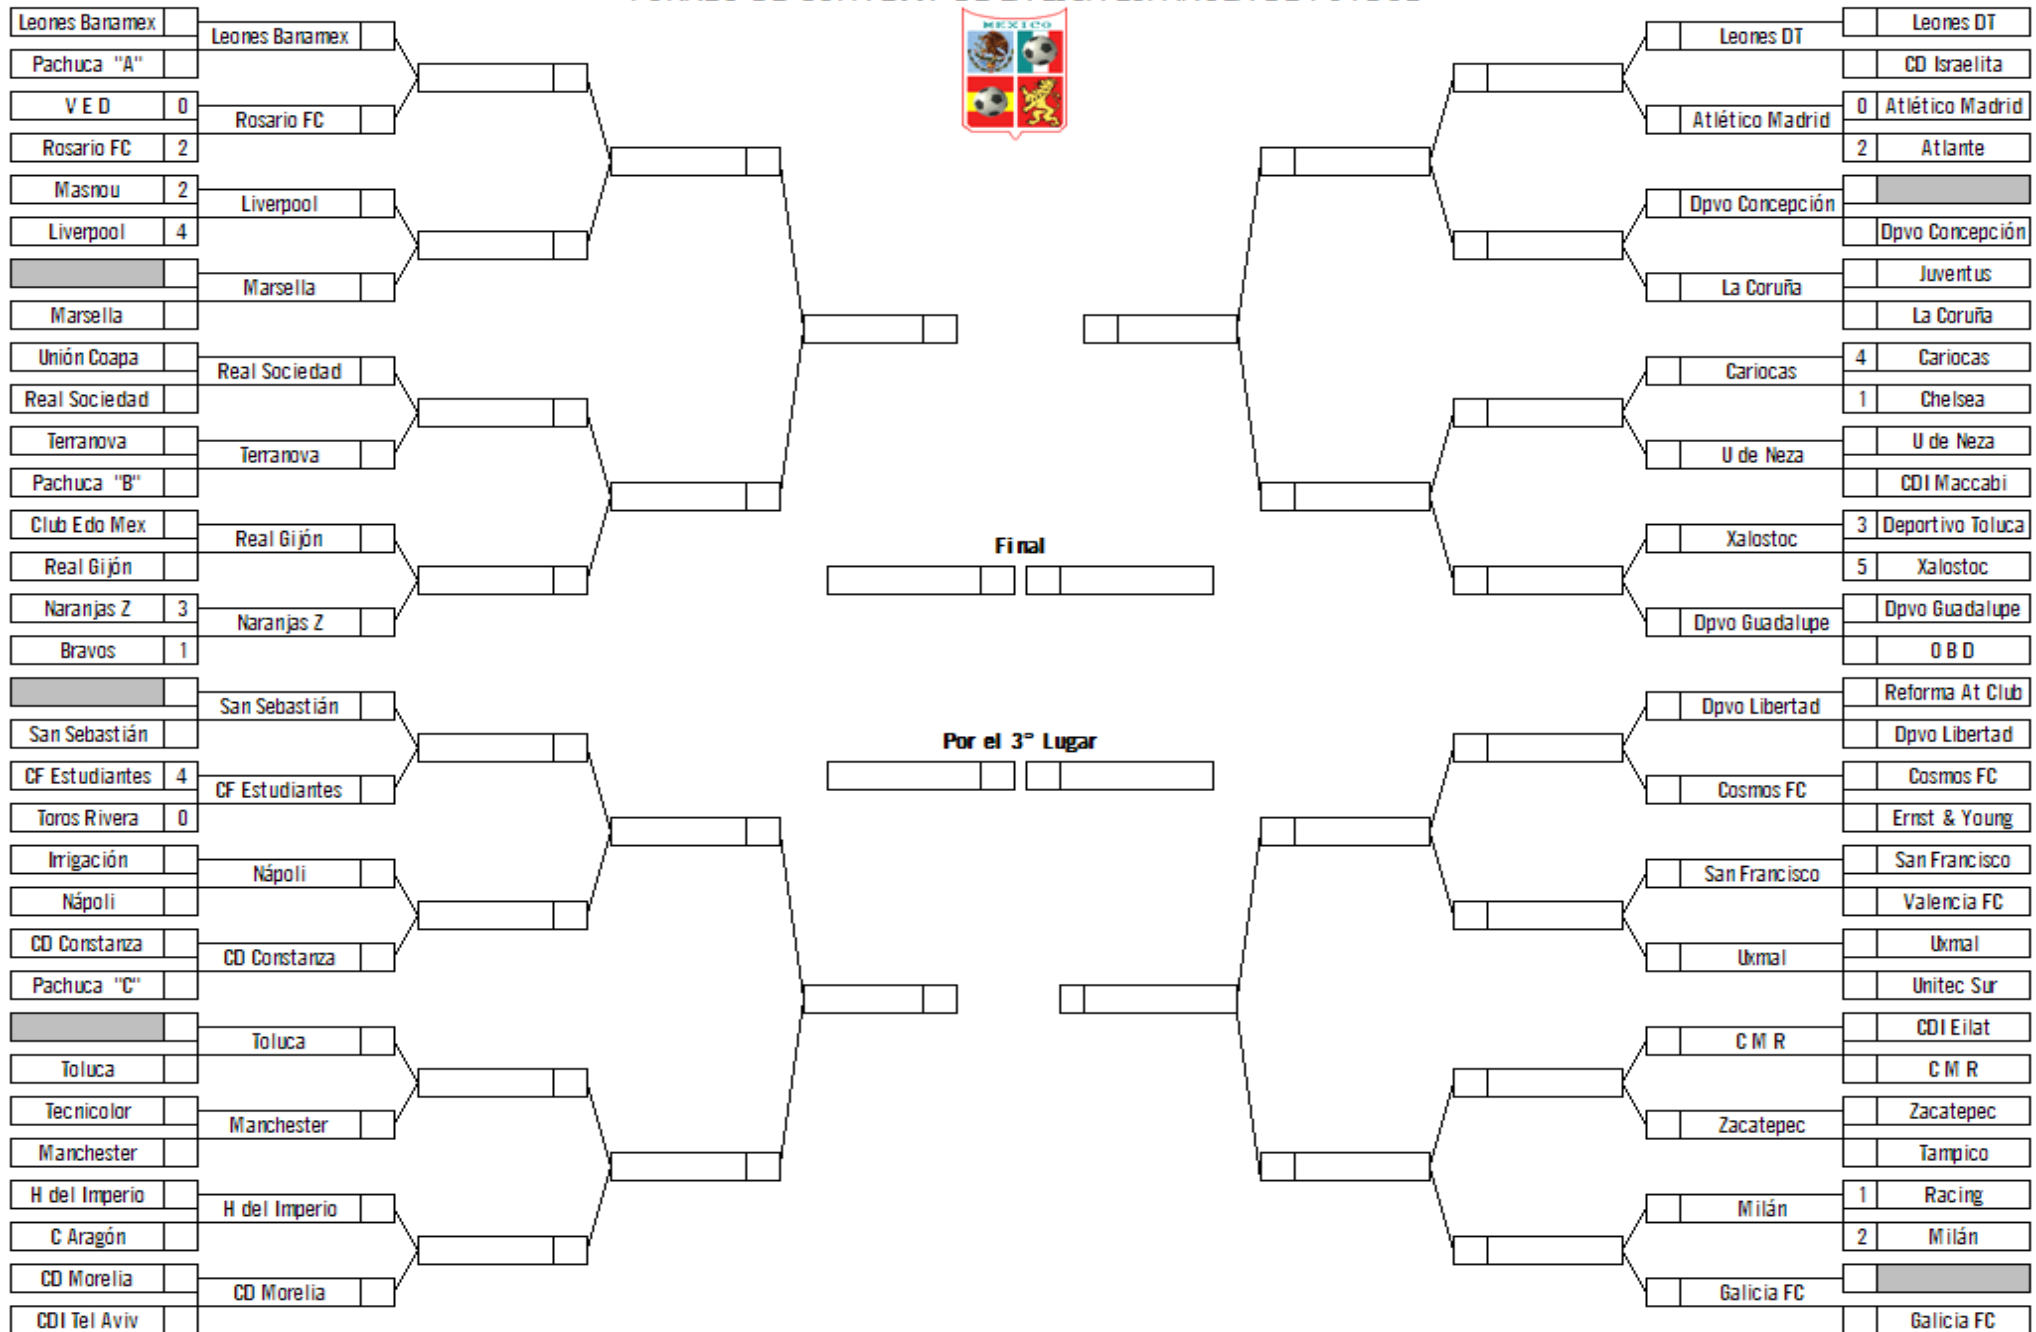 Leones Banamex
Pachuca "A"
V E D 0
Rosario FC 2
Masnou 2
Liverpool 4
Marsella
Unión Coapa
Real Sociedad
Terranova
Pachuca "B"
Club Edo Mex
Real Gijón
Naranjas Z 3
Bravos 1
San Sebastián
CF Estudiantes 4
Toros Rivera 0
Irrigación
Nápoli
CD Constanza
Pachuca "C"
Toluca
Tecnicolor
Manchester
H del Imperio
C Aragón
CD Morelia
CDI Tel Aviv
Leones Banamex
Rosario FC
Liverpool
Marsella
Real Sociedad
Terranova
Real Gijón
Naranjas Z
San Sebastián
CF Estudiantes
Nápoli
CD Constanza
Toluca
Manchester
H del Imperio
CD Morelia
MEXICO
Final
Por el 3° Lugar
Leones DT
Atlético Madrid
Dpvo Concepción
La Coruña
Cariocas
U de Neza
Xalostoc
Dpvo Guadalupe
Dpvo Libertad
Cosmos FC
San Francisco
Uxmal
C M R
Zacatepec
Milán
Galicia FC
Leones DT
CD Israelita
0 Atlético Madrid
2 Atlante
Dpvo Concepción
Juventus
La Coruña
4 Cariocas
1 Chelsea
U de Neza
CDI Maccabi
3 Deportivo Toluca
5 Xalostoc
Dpvo Guadalupe
O B D
Reforma At Club
Dpvo Libertad
Cosmos FC
Ernst & Young
San Francisco
Valencia FC
Uxmal
Unitec Sur
CDI Eilat
C M R
Zacatepec
Tampico
1 Racing
2 Milán
Galicia FC